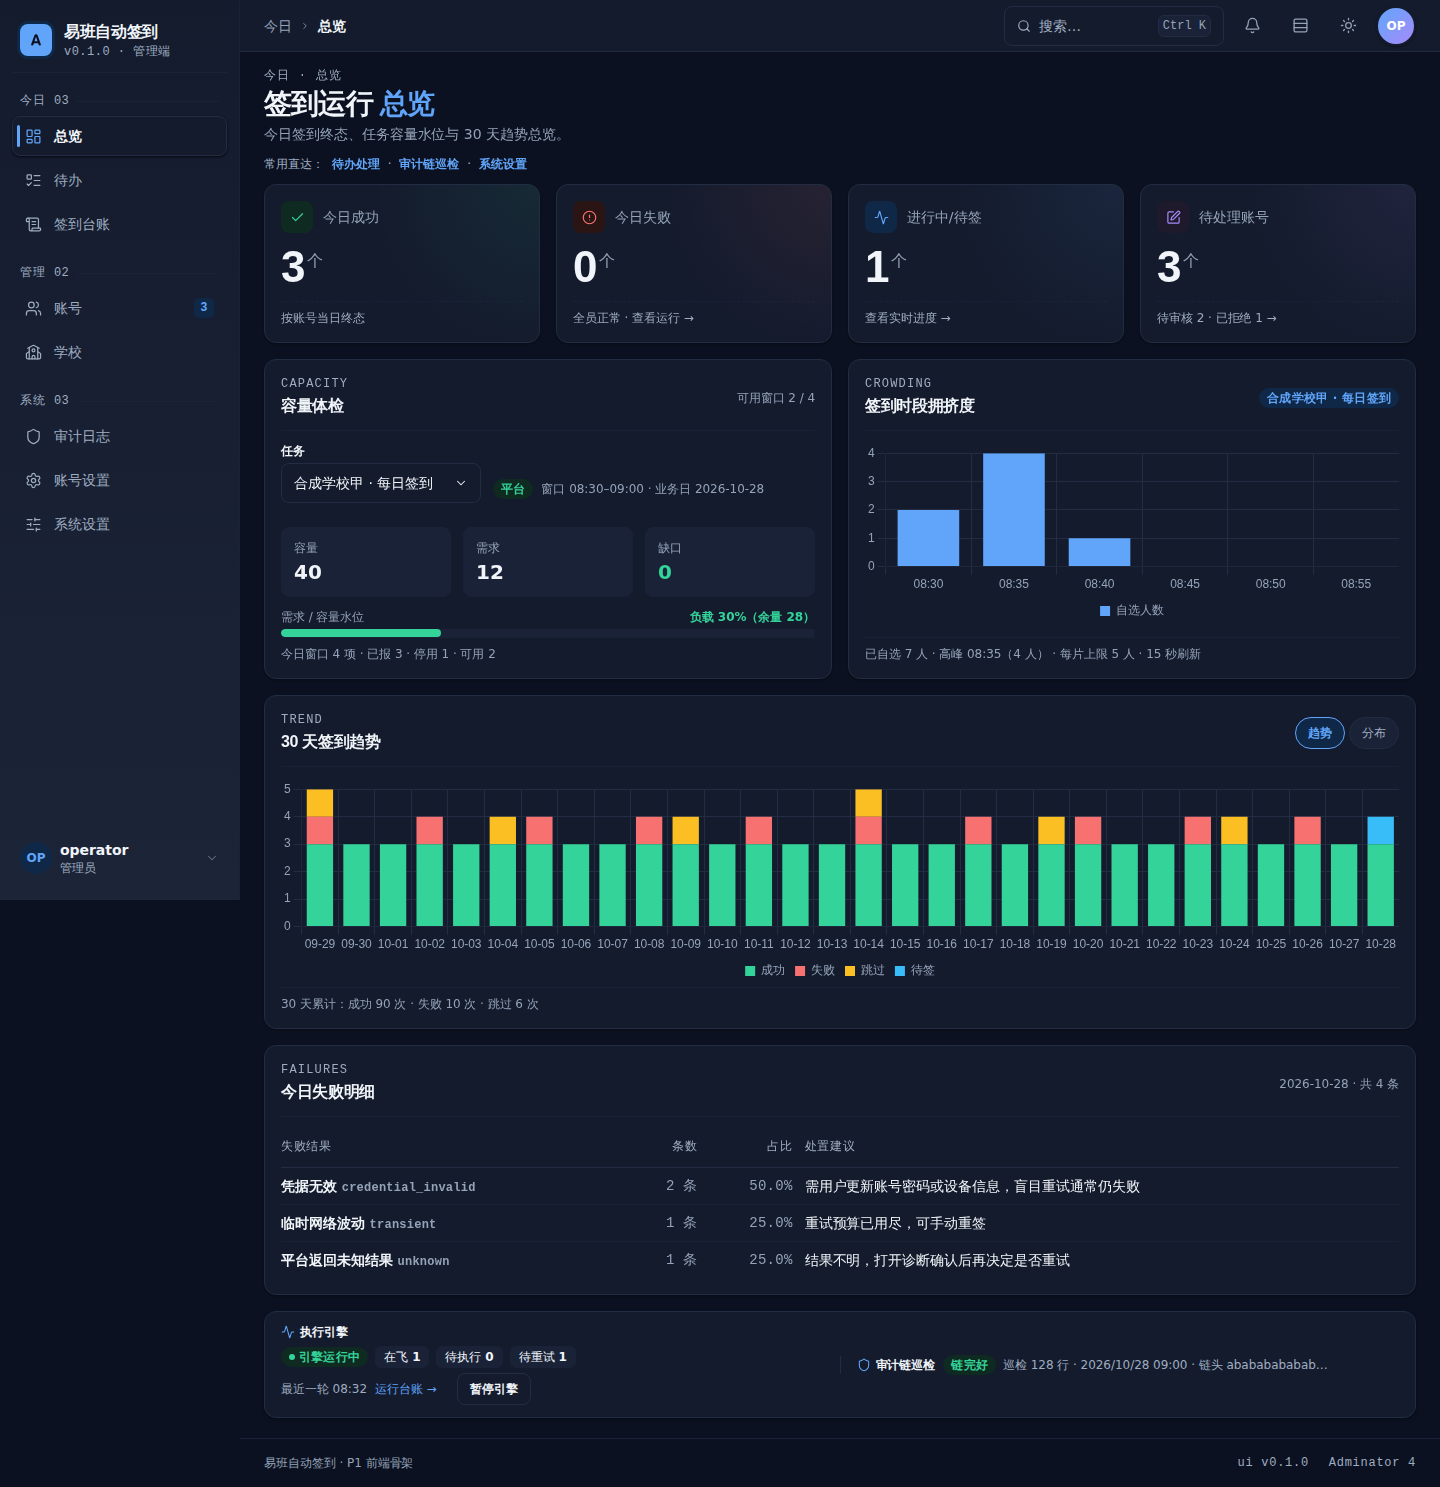 易班自动签到
v0.1.0 · 管理端
今日 03
总览
待办
签到台账
管理 02
账号 3
学校
系统 03
审计日志
账号设置
系统设置
OP operator
管理员
今日 › 总览
搜索… Ctrl K
OP
今日 · 总览
签到运行 总览
今日签到终态、任务容量水位与 30 天趋势总览。
常用直达： 待办处理 · 审计链巡检 · 系统设置
今日成功
3 个
按账号当日终态
今日失败
0 个
全员正常 · 查看运行 →
进行中/待签
1 个
查看实时进度 →
待处理账号
3 个
待审核 2 · 已拒绝 1 →
CAPACITY
容量体检
可用窗口 2 / 4
任务
合成学校甲 · 每日签到
平台 窗口 08:30–09:00 · 业务日 2026-10-28
容量
40
需求
12
缺口
0
需求 / 容量水位 负载 30%（余量 28）
今日窗口 4 项 · 已报 3 · 停用 1 · 可用 2
CROWDING
签到时段拥挤度
合成学校甲 · 每日签到
4
3
2
1
0
08:30 08:35 08:40 08:45 08:50 08:55
自选人数
已自选 7 人 · 高峰 08:35（4 人） · 每片上限 5 人 · 15 秒刷新
TREND
30 天签到趋势
趋势 分布
5
4
3
2
1
0
09-29 09-30 10-01 10-02 10-03 10-04 10-05 10-06 10-07 10-08 10-09 10-10 10-11 10-12 10-13 10-14 10-15 10-16 10-17 10-18 10-19 10-20 10-21 10-22 10-23 10-24 10-25 10-26 10-27 10-28
成功 失败 跳过 待签
30 天累计：成功 90 次 · 失败 10 次 · 跳过 6 次
FAILURES
今日失败明细
2026-10-28 · 共 4 条
失败结果 条数 占比 处置建议
凭据无效 credential_invalid 2 条 50.0% 需用户更新账号密码或设备信息，盲目重试通常仍失败
临时网络波动 transient 1 条 25.0% 重试预算已用尽，可手动重签
平台返回未知结果 unknown 1 条 25.0% 结果不明，打开诊断确认后再决定是否重试
执行引擎
引擎运行中 在飞 1 待执行 0 待重试 1
最近一轮 08:32 运行台账 → 暂停引擎
审计链巡检 链完好 巡检 128 行 · 2026/10/28 09:00 · 链头 abababababab…
易班自动签到 · P1 前端骨架
ui v0.1.0 Adminator 4